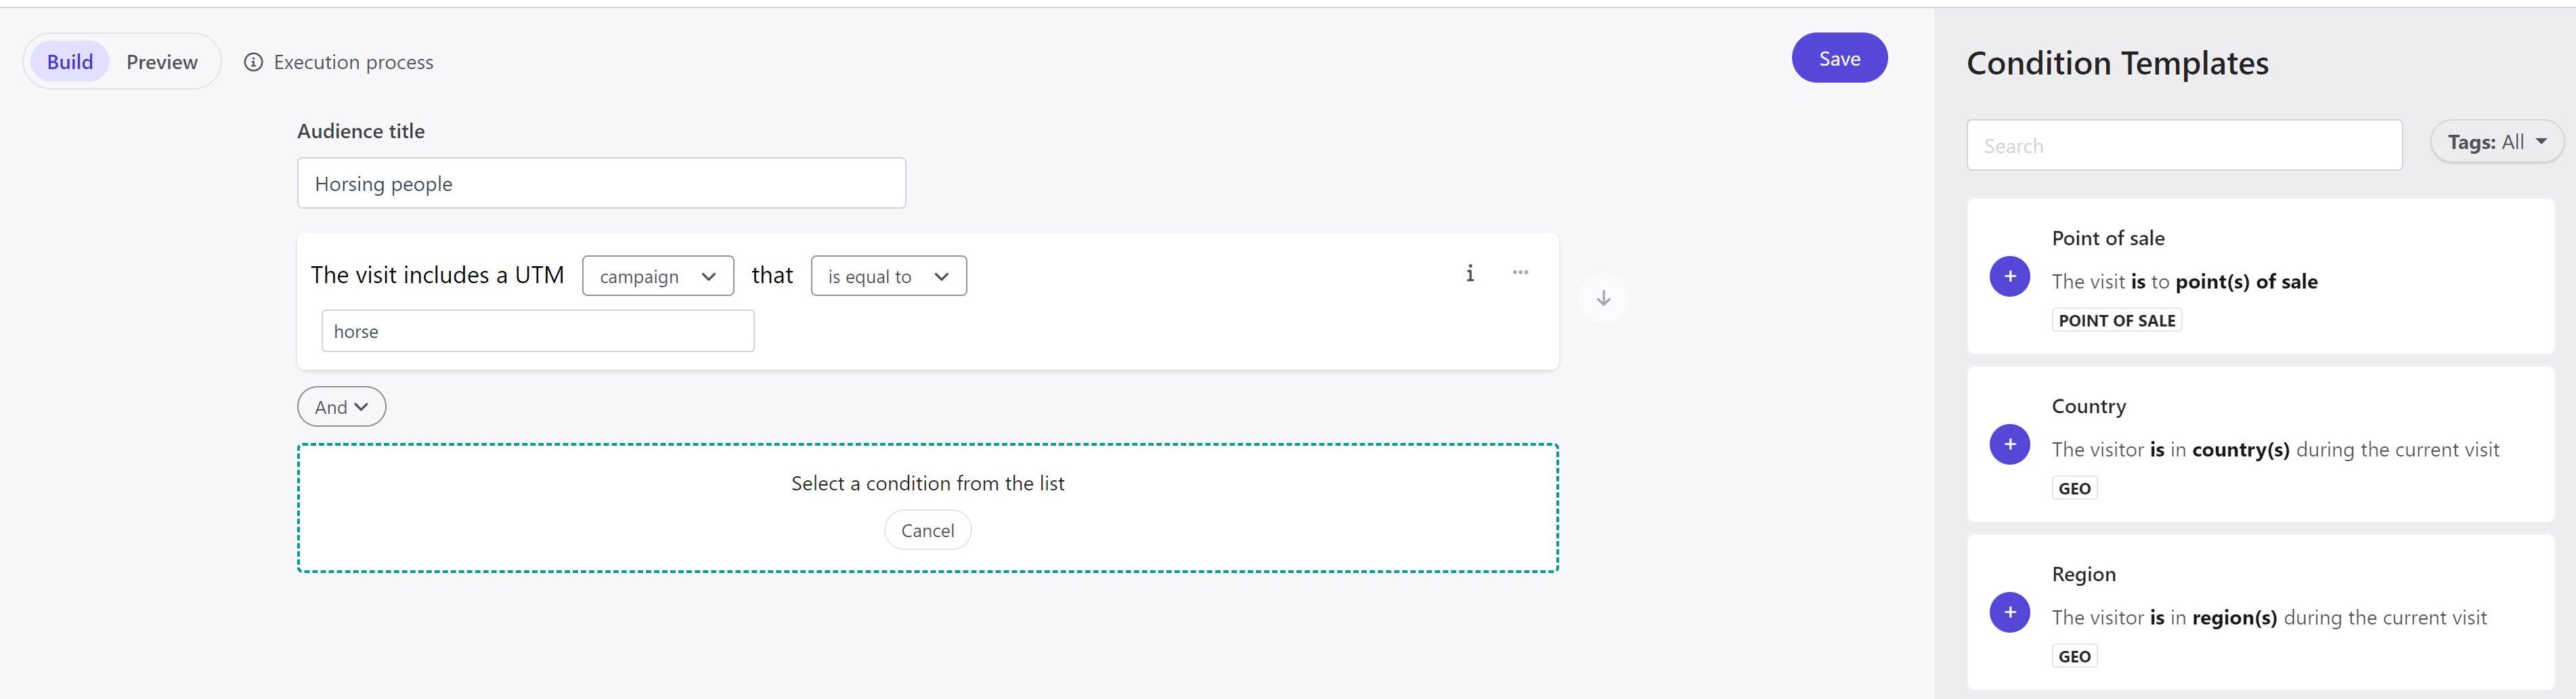 Build Preview Execution process Save
Audience title
Horsing people
The visit includes a UTM campaign that is equal to
horse
And
Select a condition from the list
Cancel
Condition Templates
Search Tags: All
Point of sale
The visit is to point(s) of sale
POINT OF SALE
Country
The visitor is in country(s) during the current visit
GEO
Region
The visitor is in region(s) during the current visit
GEO